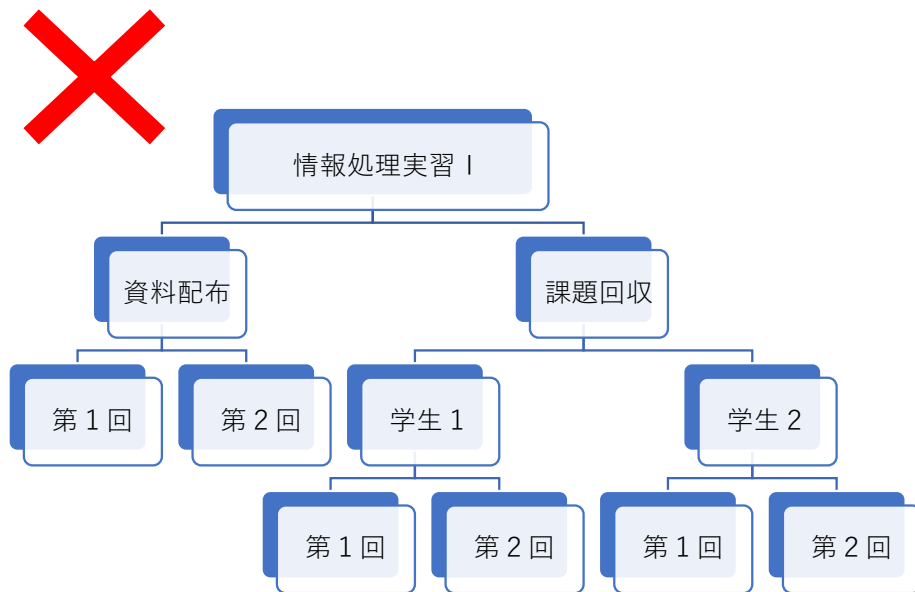 情報処理実習Ⅰ
資料配布
課題回収
第１回
第２回
学生１
学生２
第１回
第２回
第１回
第２回